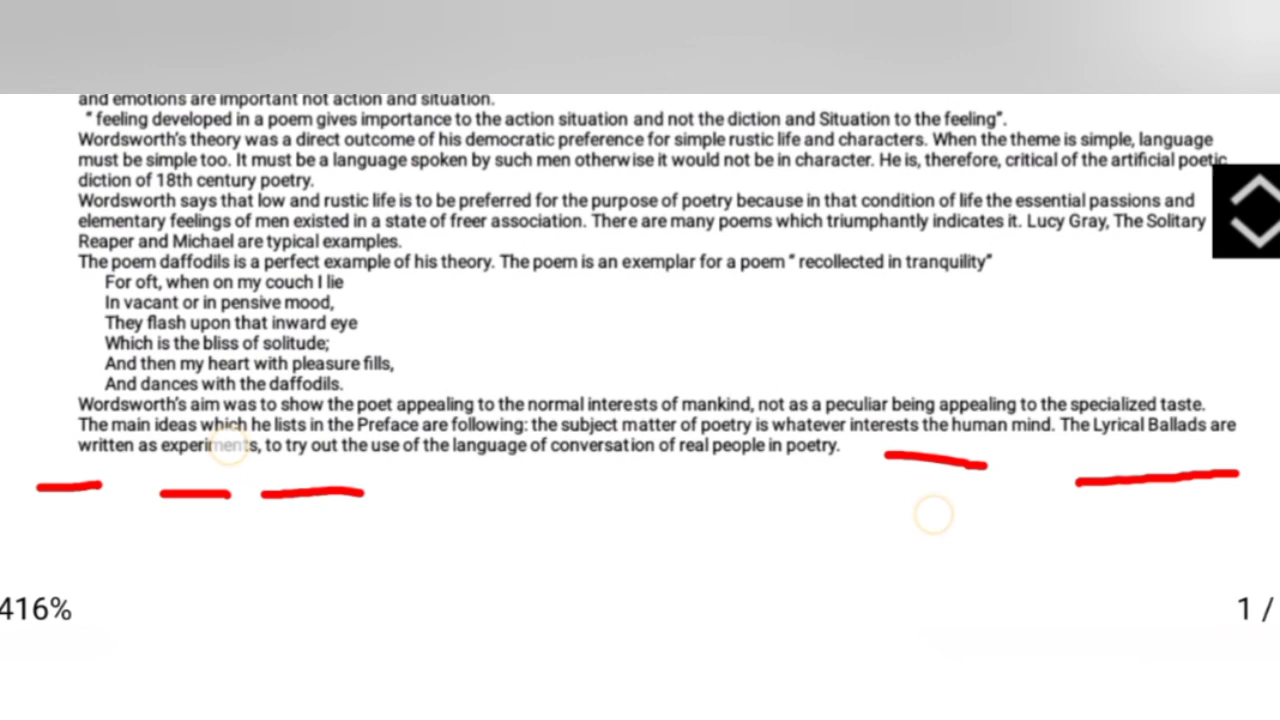 and emotions are important not action and situation.
“ feeling developed in a poem gives importance to the action situation and not the diction and Situation to the feeling”.
Wordsworth’s theory was a direct outcome of his democratic preference for simple rustic life and characters. When the theme is simple, language
must be simple too. It must be a language spoken by such men otherwise it would not be in character. He is, therefore, critical of the artificial poetic
diction of 18th century poetry.
Wordsworth says that low and rustic life is to be preferred for the purpose of poetry because in that condition of life the essential passions and
elementary feelings of men existed in a state of freer association. There are many poems which triumphantly indicates it. Lucy Gray, The Solitary
Reaper and Michael are typical examples.
The poem daffodils is a perfect example of his theory. The poem is an exemplar for a poem “ recollected in tranquility”
For oft, when on my couch I lie
In vacant or in pensive mood,
They flash upon that inward eye
Which is the bliss of solitude;
And then my heart with pleasure fills,
And dances with the daffodils.
Wordsworth’s aim was to show the poet appealing to the normal interests of mankind, not as a peculiar being appealing to the specialized taste.
The main ideas which he lists in the Preface are following: the subject matter of poetry is whatever interests the human mind. The Lyrical Ballads are
written as experiments, to try out the use of the language of conversation of real people in poetry.
416%
1 /